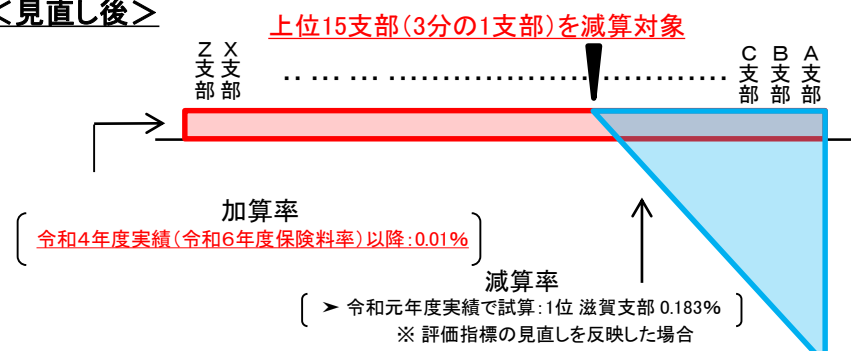 ＜見直し後＞
上位15支部（3分の1支部）を減算対象
Z支部 X支部 ‥ … … ………………………………… C支部 B支部 A支部
加算率
令和4年度実績（令和6年度保険料率）以降：0.01％
減算率
➤ 令和元年度実績で試算：1位 滋賀支部 0.183％
※ 評価指標の見直しを反映した場合